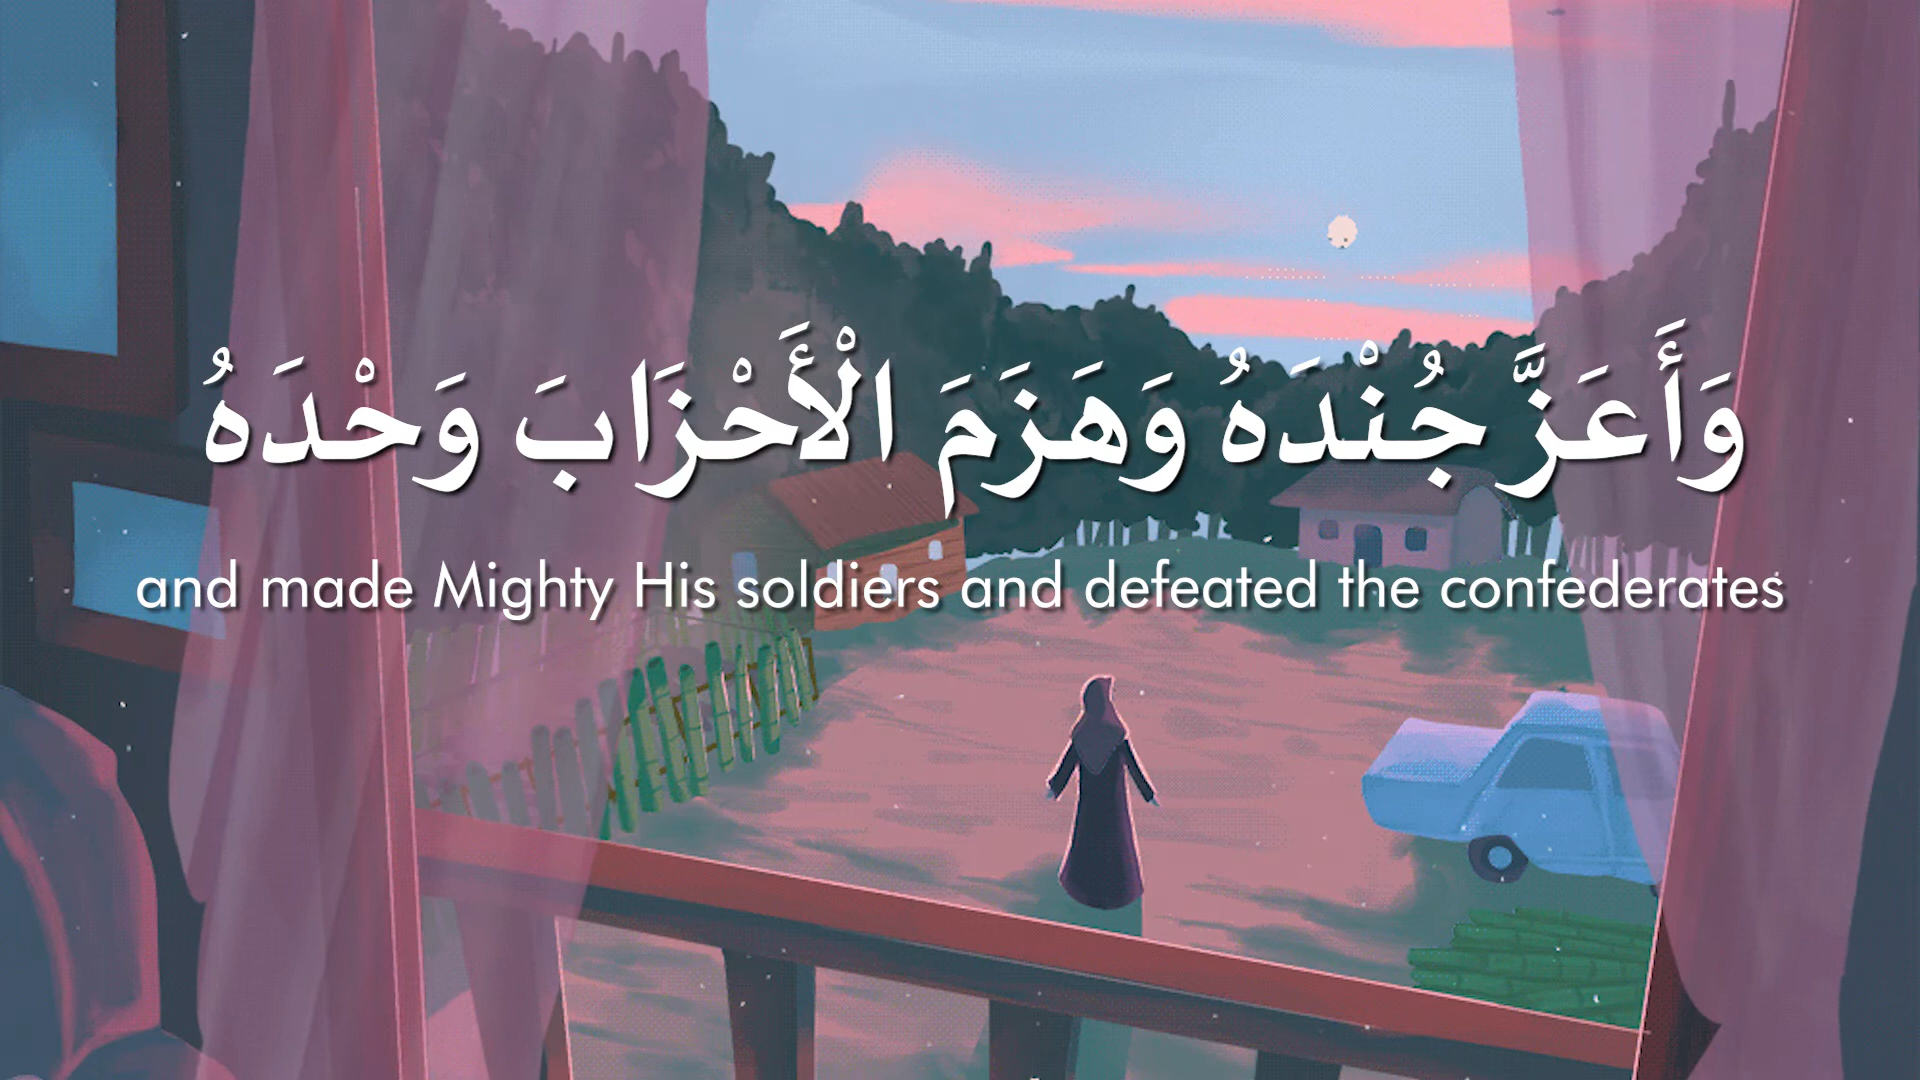 وَأَعَزَّ جُنْدَهُ وَهَزَمَ الْأَحْزَابَ وَحْدَهُ
and made Mighty His soldiers and defeated the confederates